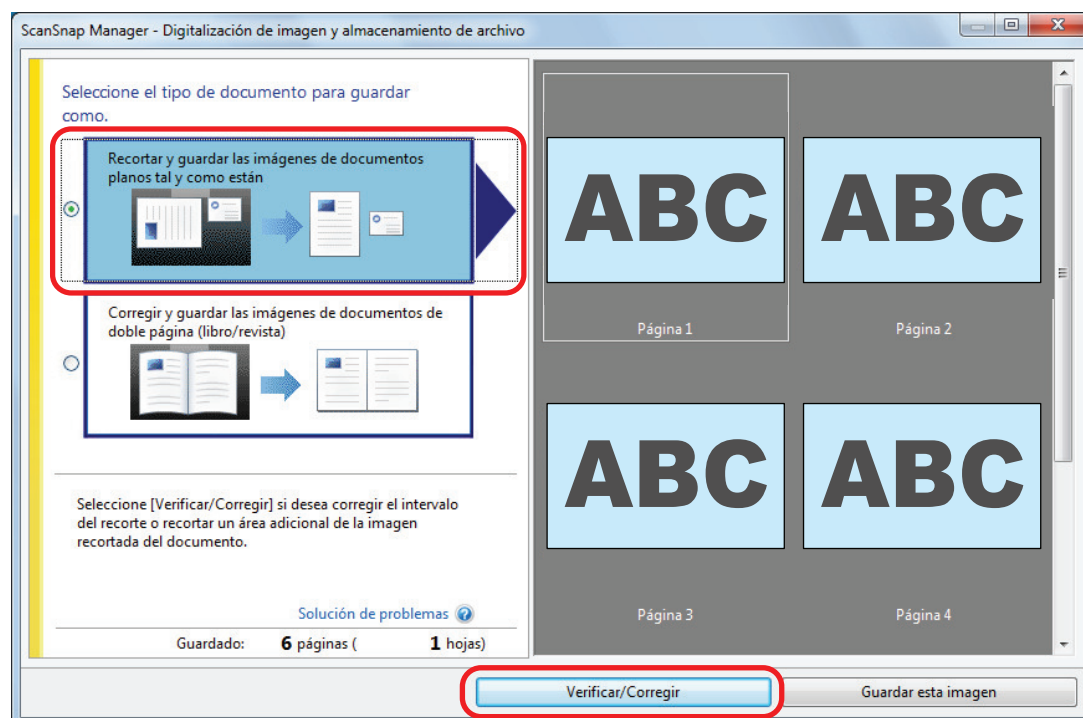 ScanSnap Manager - Digitalización de imagen y almacenamiento de archivo
Seleccione el tipo de documento para guardar
como.
Recortar y guardar las imágenes de documentos
planos tal y como están
Corregir y guardar las imágenes de documentos de
doble página (libro/revista)
Seleccione [Verificar/Corregir] si desea corregir el intervalo
del recorte o recortar un área adicional de la imagen
recortada del documento.
Solución de problemas ?
Guardado: 6 páginas ( 1 hojas)
ABC ABC
Página 1 Página 2
ABC ABC
Página 3 Página 4
Verificar/Corregir Guardar esta imagen